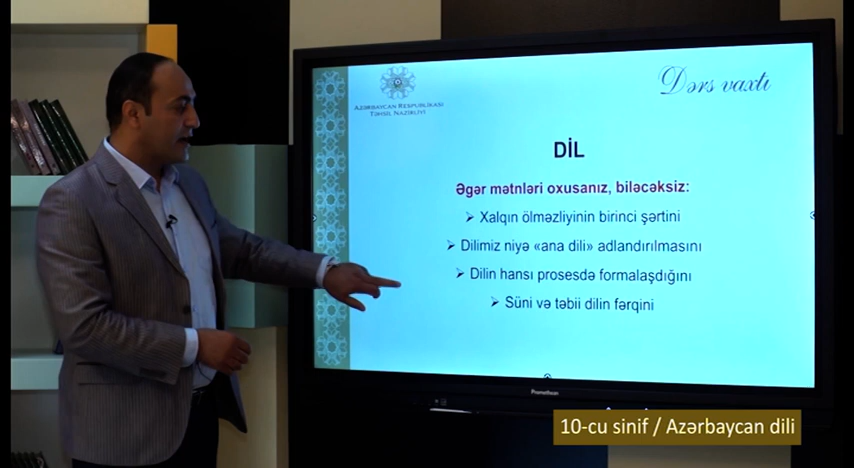 AZƏRBAYCAN RESPUBLİKASI
TƏHSİL NAZİRLİYİ
Dərs vaxtı
DİL
Əgər mətnləri oxusanız, biləcəksiz:
➤ Xalqın ölməzliyinin birinci şərtini
➤ Dilimiz niyə «ana dili» adlandırılmasını
➤ Dilin hansı prosesdə formalaşdığını
➤ Süni və təbii dilin fərqini
Promethean
10-cu sinif / Azərbaycan dili